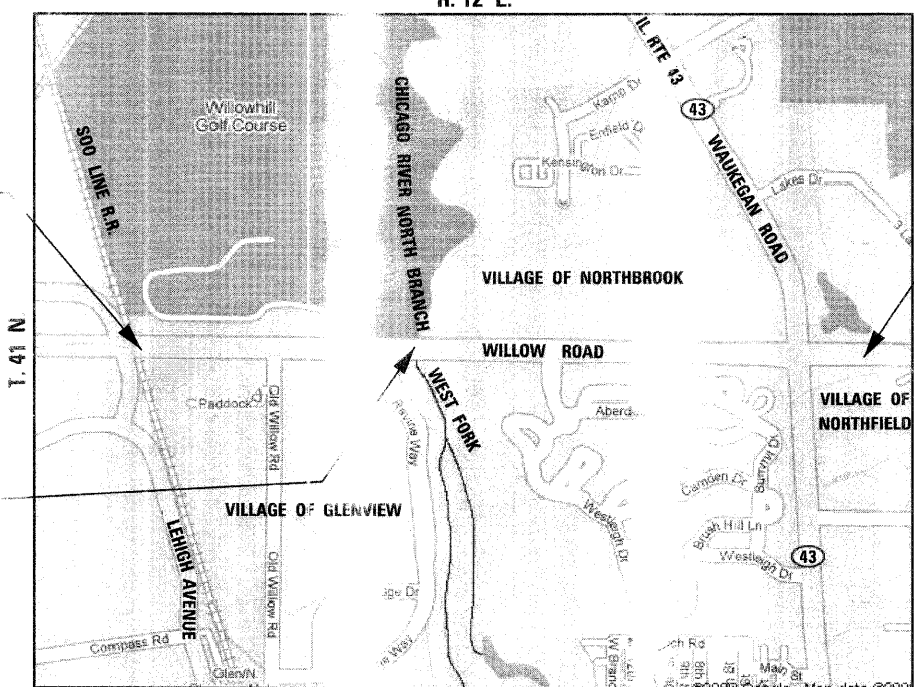 R. 12 E.
T. 41 N
SOO LINE R.R.
Willowhill
Golf Course
CHICAGO RIVER NORTH BRANCH
IL RTE 43
43
WAUKEGAN ROAD
Kamp Dr
Enfield
Kensington Dr.
Lakes Dr
VILLAGE OF NORTHBROOK
WILLOW ROAD
WEST FORK
VILLAGE OF
NORTHFIELD
Paddock
Old Willow Rd
Ravine Way
Aberd
Camden Dr
Summit D
VILLAGE OF GLENVIEW
Westleigh Dr
Brush Hill Ln
Westleigh Dr
43
LEHIGH AVENUE
Old Willow Rd
Compass Rd
Glen/N.
Main St